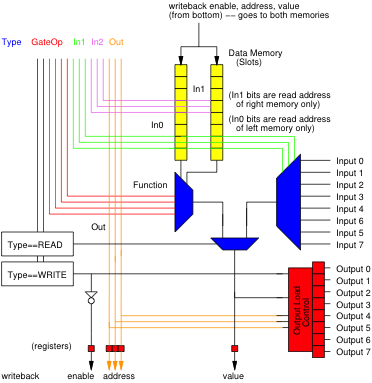 writeback enable, address, value
(from bottom) −− goes to both memories
Type GateOp In1 In2 Out
Data Memory
(Slots)
In1
(In1 bits are read address
of right memory only)
In0
(In0 bits are read address
of left memory only)
Function
Input 0
Input 1
Input 2
Input 3
Input 4
Input 6
Input 5
Input 7
Out
Type==READ
Type==WRITE
Output Load
Control
Output 0
Output 1
Output 2
Output 3
Output 4
Output 5
Output 6
Output 7
(registers)
writeback enable address value